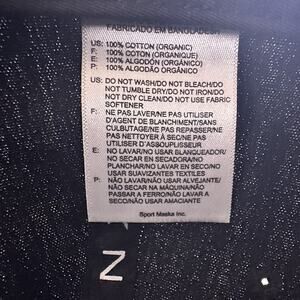 FABRICADO EM BANGLADESH
US: 100% COTTON (ORGANIC)
F: 100% COTON (ORGANIQUE)
E: 100% ALGODÓN (ORGÁNICO)
P: 100% ALGODÃO ORGÂNICO
US: DO NOT WASH/DO NOT BLEACH/DO
NOT TUMBLE DRY/DO NOT IRON/DO
NOT DRY CLEAN/DO NOT USE FABRIC
SOFTENER
F: NE PAS LAVER/NE PAS UTILISER
D'AGENT DE BLANCHIMENT/SANS
CULBUTAGE/NE PAS REPASSER/NE
PAS NETTOYER À SEC/NE PAS
UTILISER D'ASSOUPLISSEUR
E: NO LAVAR/NO USAR BLANQUEADOR/
NO SECAR EN SECADORA/NO
PLANCHAR/NO LAVAR EN SECO/NO
USAR SUAVIZANTES TEXTILES
P: NÃO LAVAR/NÃO USAR ALVEJANTE/
NÃO SECAR NA MÁQUINA/NÃO
PASSAR A FERRO/NÃO LAVAR A
SECO/NÃO USAR AMACIANTE
Sport Maska Inc.
N